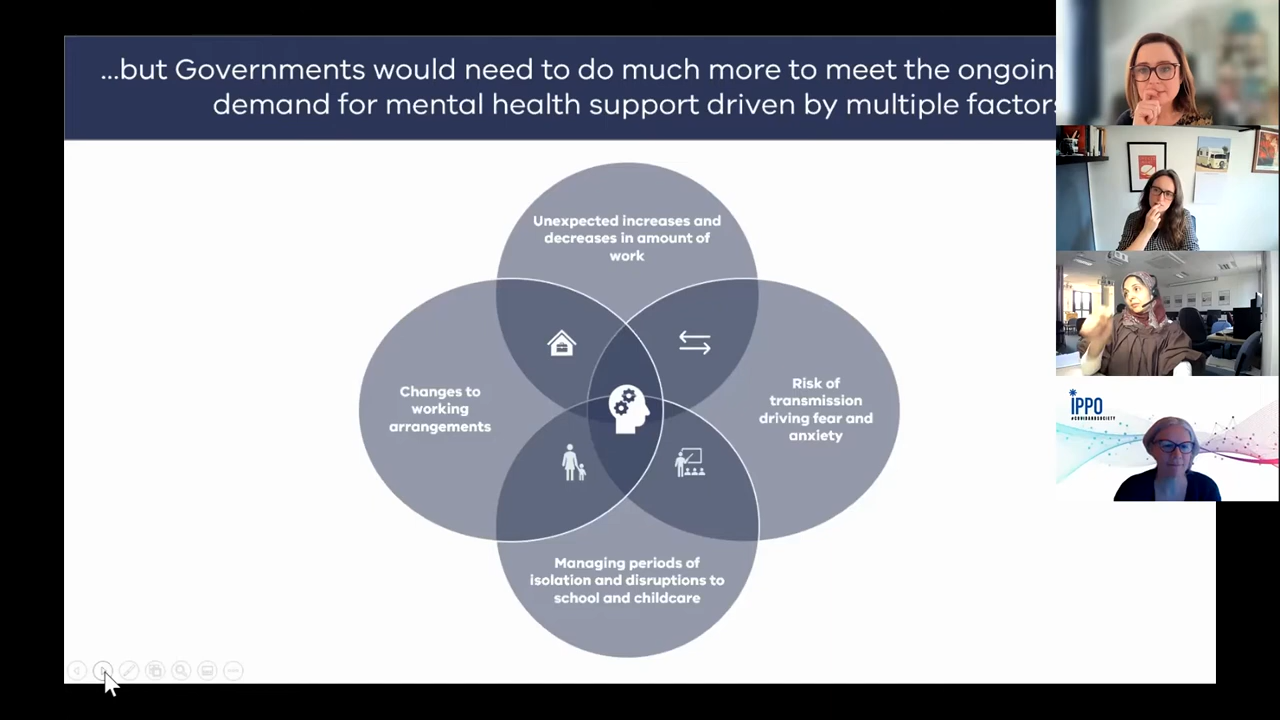 ...but Governments would need to do much more to meet the ongoin
demand for mental health support driven by multiple factors
Unexpected increases and
decreases in amount of
work
Changes to
working
arrangements
Risk of
transmission
driving fear and
anxiety
Managing periods of
isolation and disruptions to
school and childcare
iPPO
#COVIDANDSOCIETY